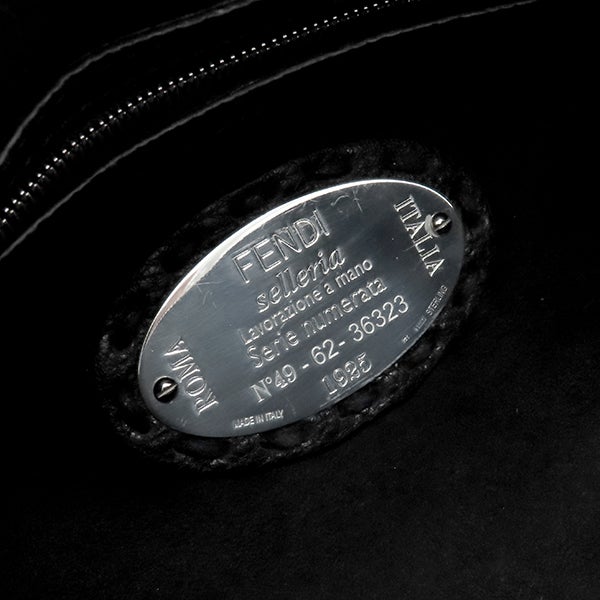 FENDI
selleria
Lavorazione a mano
Serie numerata
N°49 - 62 - 36323
1925
ROMA
ITALIA
MADE IN ITALY
STERLING